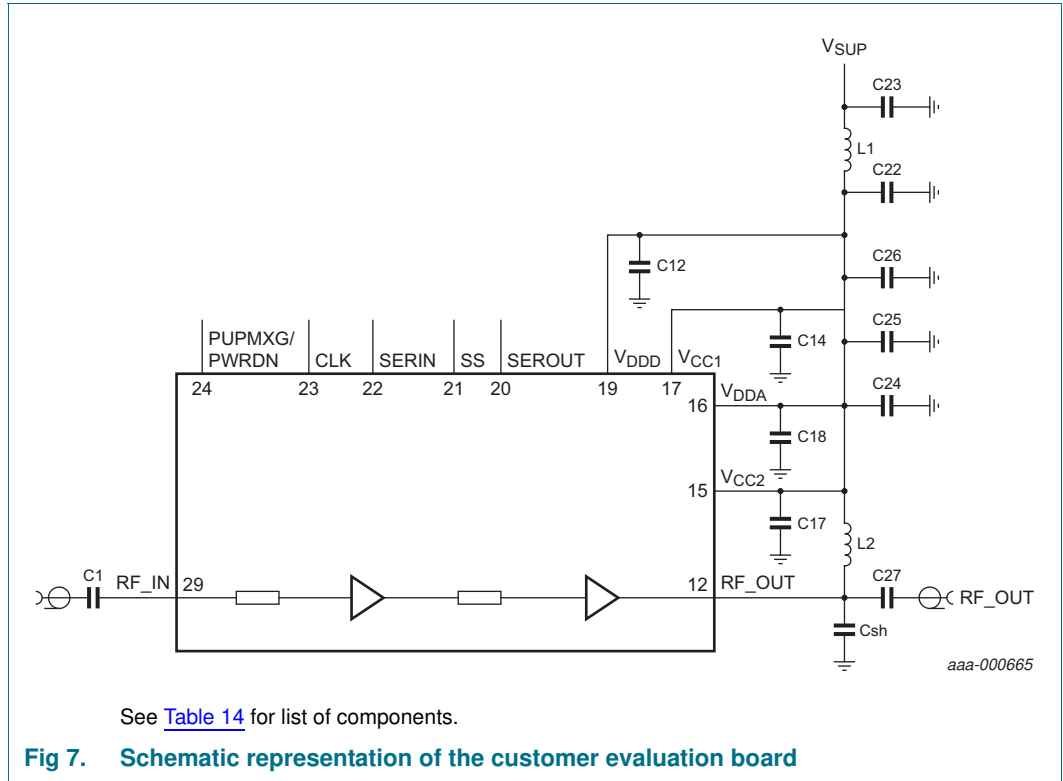 VSUP
C23
L1
C22
C12
C26
C14
C25
PUPMXG/
PWRDN
CLK
SERIN
SS
SEROUT
VDDD
VCC1
24
23
22
21
20
19
17
C24
16
VDDA
C18
15
VCC2
C17
L2
C1
RF_IN
29
12
RF_OUT
C27
RF_OUT
Csh
aaa-000665
See Table 14 for list of components.
Fig 7. Schematic representation of the customer evaluation board